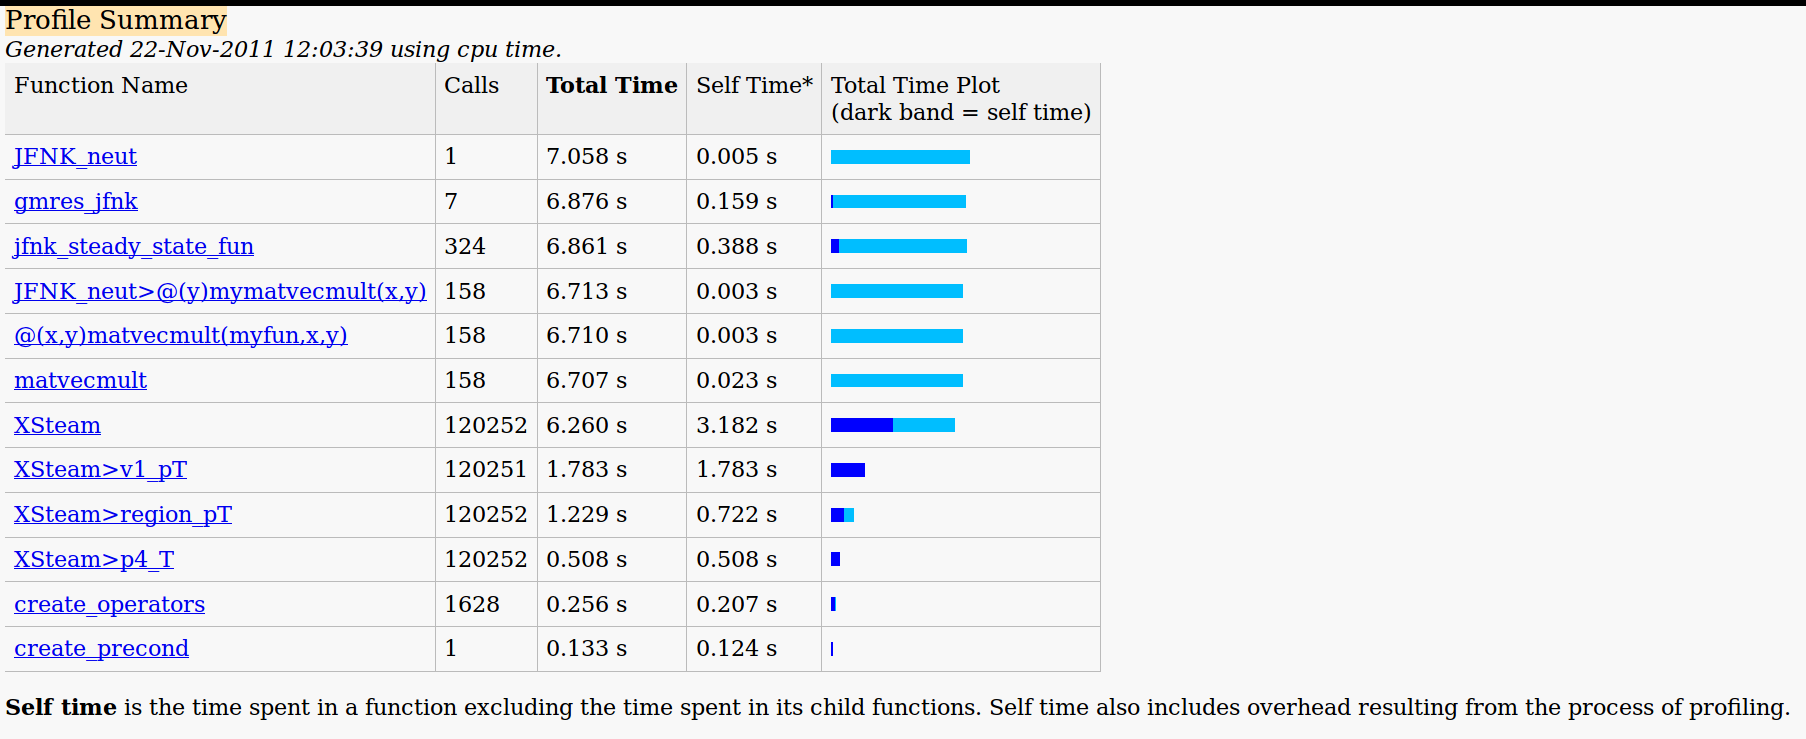 Profile Summary
Generated 22-Nov-2011 12:03:39 using cpu time.
Function Name Calls Total Time Self Time* Total Time Plot
(dark band = self time)
JFNK_neut 1 7.058 s 0.005 s
gmres_jfnk 7 6.876 s 0.159 s
jfnk_steady_state_fun 324 6.861 s 0.388 s
JFNK_neut>@(y)mymatvecmult(x,y) 158 6.713 s 0.003 s
@(x,y)matvecmult(myfun,x,y) 158 6.710 s 0.003 s
matvecmult 158 6.707 s 0.023 s
XSteam 120252 6.260 s 3.182 s
XSteam>v1_pT 120251 1.783 s 1.783 s
XSteam>region_pT 120252 1.229 s 0.722 s
XSteam>p4_T 120252 0.508 s 0.508 s
create_operators 1628 0.256 s 0.207 s
create_precond 1 0.133 s 0.124 s
Self time is the time spent in a function excluding the time spent in its child functions. Self time also includes overhead resulting from the process of profiling.